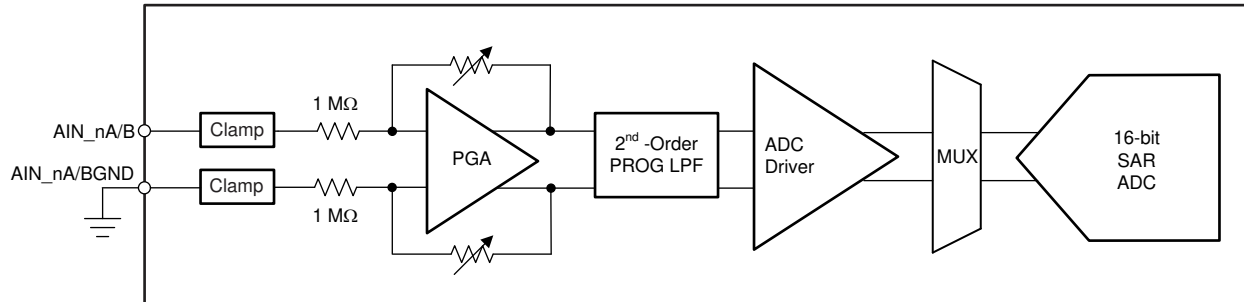 AIN_nA/B
AIN_nA/BGND
Clamp
Clamp
1 MΩ
1 MΩ
PGA
2nd -Order
PROG LPF
ADC
Driver
MUX
16-bit
SAR
ADC